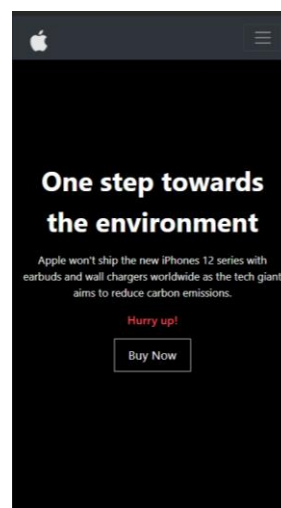 One step towards
the environment
Apple won't ship the new iPhones 12 series with
earbuds and wall chargers worldwide as the tech giant
aims to reduce carbon emissions.
Hurry up!
Buy Now